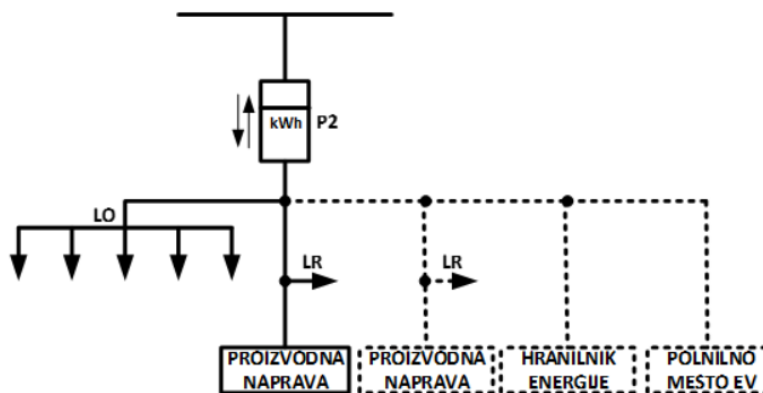 kWh P2
LO
LR LR
PROIZVODNA NAPRAVA
PROIZVODNA NAPRAVA
HRANILNIK ENERGIJE
POLNILNO MESTO EV